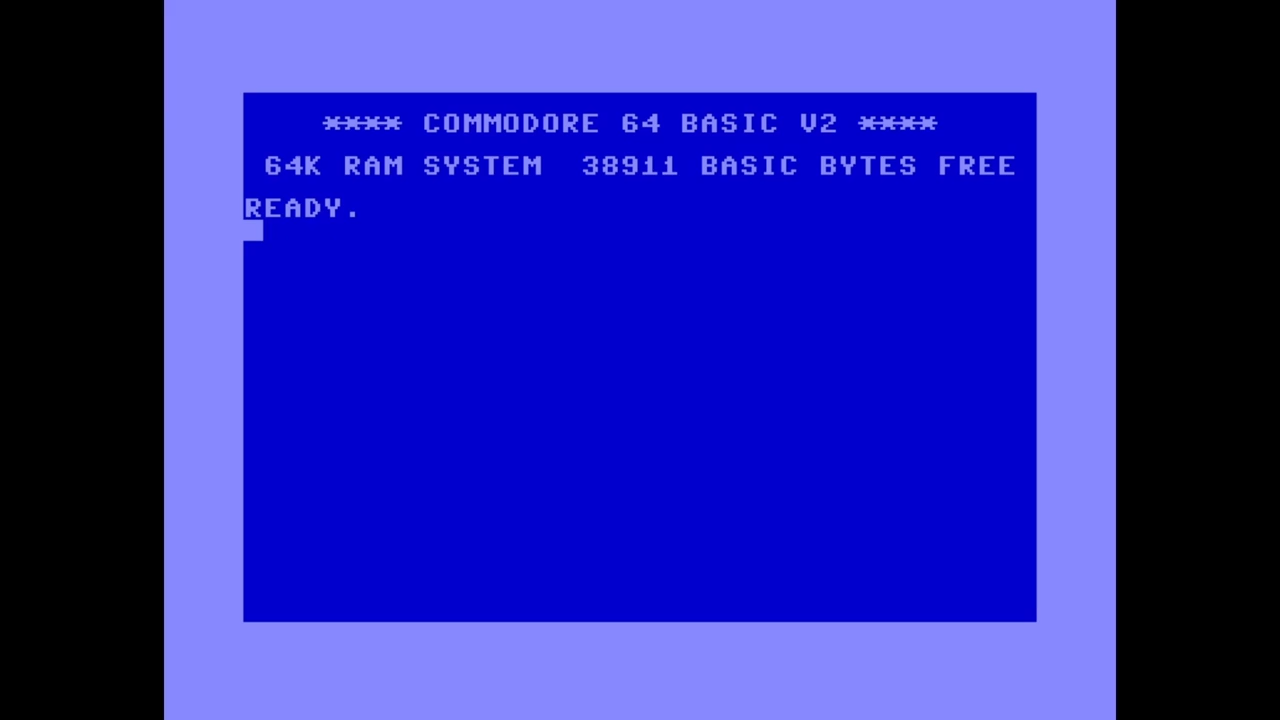 **** COMMODORE 64 BASIC V2 ****
64K RAM SYSTEM  38911 BASIC BYTES FREE
READY.